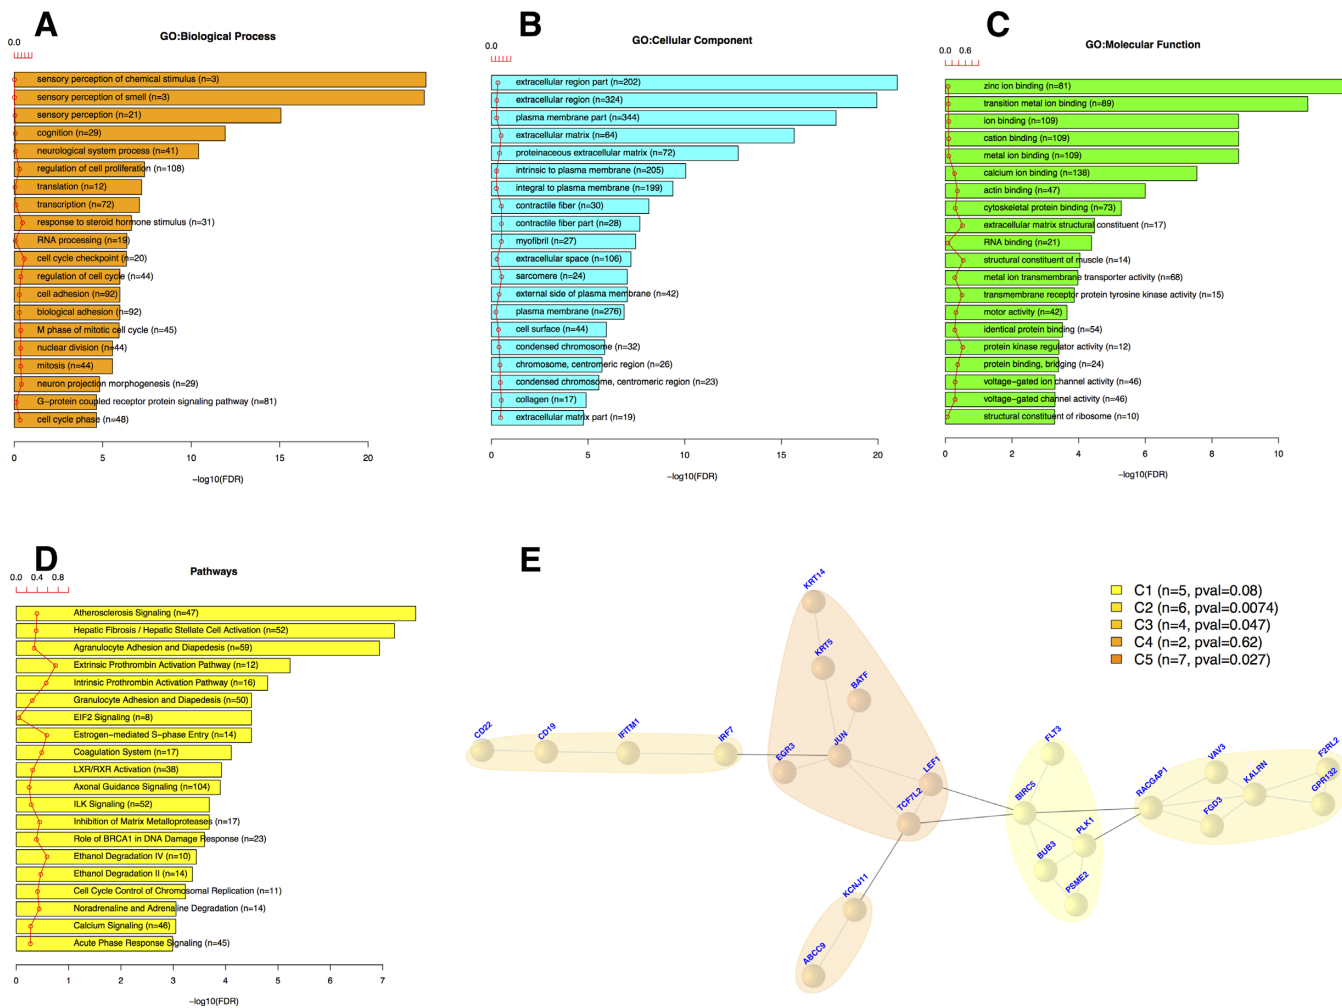 A
GO:Biological Process
0.0
sensory perception of chemical stimulus (n=3)
sensory perception of smell (n=3)
sensory perception (n=21)
cognition (n=29)
neurological system process (n=41)
regulation of cell proliferation (n=108)
translation (n=12)
transcription (n=72)
response to steroid hormone stimulus (n=31)
RNA processing (n=19)
cell cycle checkpoint (n=20)
regulation of cell cycle (n=44)
cell adhesion (n=92)
biological adhesion (n=92)
M phase of mitotic cell cycle (n=45)
nuclear division (n=44)
mitosis (n=44)
neuron projection morphogenesis (n=29)
G−protein coupled receptor protein signaling pathway (n=81)
cell cycle phase (n=48)
0 5 10 15 20
−log10(FDR)
B
GO:Cellular Component
0.0
extracellular region part (n=202)
extracellular region (n=324)
plasma membrane part (n=344)
extracellular matrix (n=64)
proteinaceous extracellular matrix (n=72)
intrinsic to plasma membrane (n=205)
integral to plasma membrane (n=199)
contractile fiber (n=30)
contractile fiber part (n=28)
myofibril (n=27)
extracellular space (n=106)
sarcomere (n=24)
external side of plasma membrane (n=42)
plasma membrane (n=276)
cell surface (n=44)
condensed chromosome (n=32)
chromosome, centromeric region (n=26)
condensed chromosome, centromeric region (n=23)
collagen (n=17)
extracellular matrix part (n=19)
0 5 10 15 20
−log10(FDR)
C
GO:Molecular Function
0.0 0.6
zinc ion binding (n=81)
transition metal ion binding (n=89)
ion binding (n=109)
cation binding (n=109)
metal ion binding (n=109)
calcium ion binding (n=138)
actin binding (n=47)
cytoskeletal protein binding (n=73)
extracellular matrix structural constituent (n=17)
RNA binding (n=21)
structural constituent of muscle (n=14)
metal ion transmembrane transporter activity (n=68)
transmembrane receptor protein tyrosine kinase activity (n=15)
motor activity (n=42)
identical protein binding (n=54)
protein kinase regulator activity (n=12)
protein binding, bridging (n=24)
voltage−gated ion channel activity (n=46)
voltage−gated channel activity (n=46)
structural constituent of ribosome (n=10)
0 2 4 6 8 10
−log10(FDR)
D
Pathways
0.0 0.4 0.8
Atherosclerosis Signaling (n=47)
Hepatic Fibrosis / Hepatic Stellate Cell Activation (n=52)
Agranulocyte Adhesion and Diapedesis (n=59)
Extrinsic Prothrombin Activation Pathway (n=12)
Intrinsic Prothrombin Activation Pathway (n=16)
Granulocyte Adhesion and Diapedesis (n=50)
EIF2 Signaling (n=8)
Estrogen−mediated S−phase Entry (n=14)
Coagulation System (n=17)
LXR/RXR Activation (n=38)
Axonal Guidance Signaling (n=104)
ILK Signaling (n=52)
Inhibition of Matrix Metalloproteases (n=17)
Role of BRCA1 in DNA Damage Response (n=23)
Ethanol Degradation IV (n=10)
Ethanol Degradation II (n=14)
Cell Cycle Control of Chromosomal Replication (n=11)
Noradrenaline and Adrenaline Degradation (n=14)
Calcium Signaling (n=46)
Acute Phase Response Signaling (n=45)
0 1 2 3 4 5 6 7
−log10(FDR)
E
C1 (n=5, pval=0.08)
C2 (n=6, pval=0.0074)
C3 (n=4, pval=0.047)
C4 (n=2, pval=0.62)
C5 (n=7, pval=0.027)
KRT14
KRT5
BATF
CD22
CD19
IFITM1
IRF7
JUN
EGR3
LEF1
TCF7L2
FLT3
BIRC5
PLK1
BUB3
PSME2
RACGAP1
VAV3
KALRN
F2RL2
GPR132
FGD3
KCNJ11
ABCC9